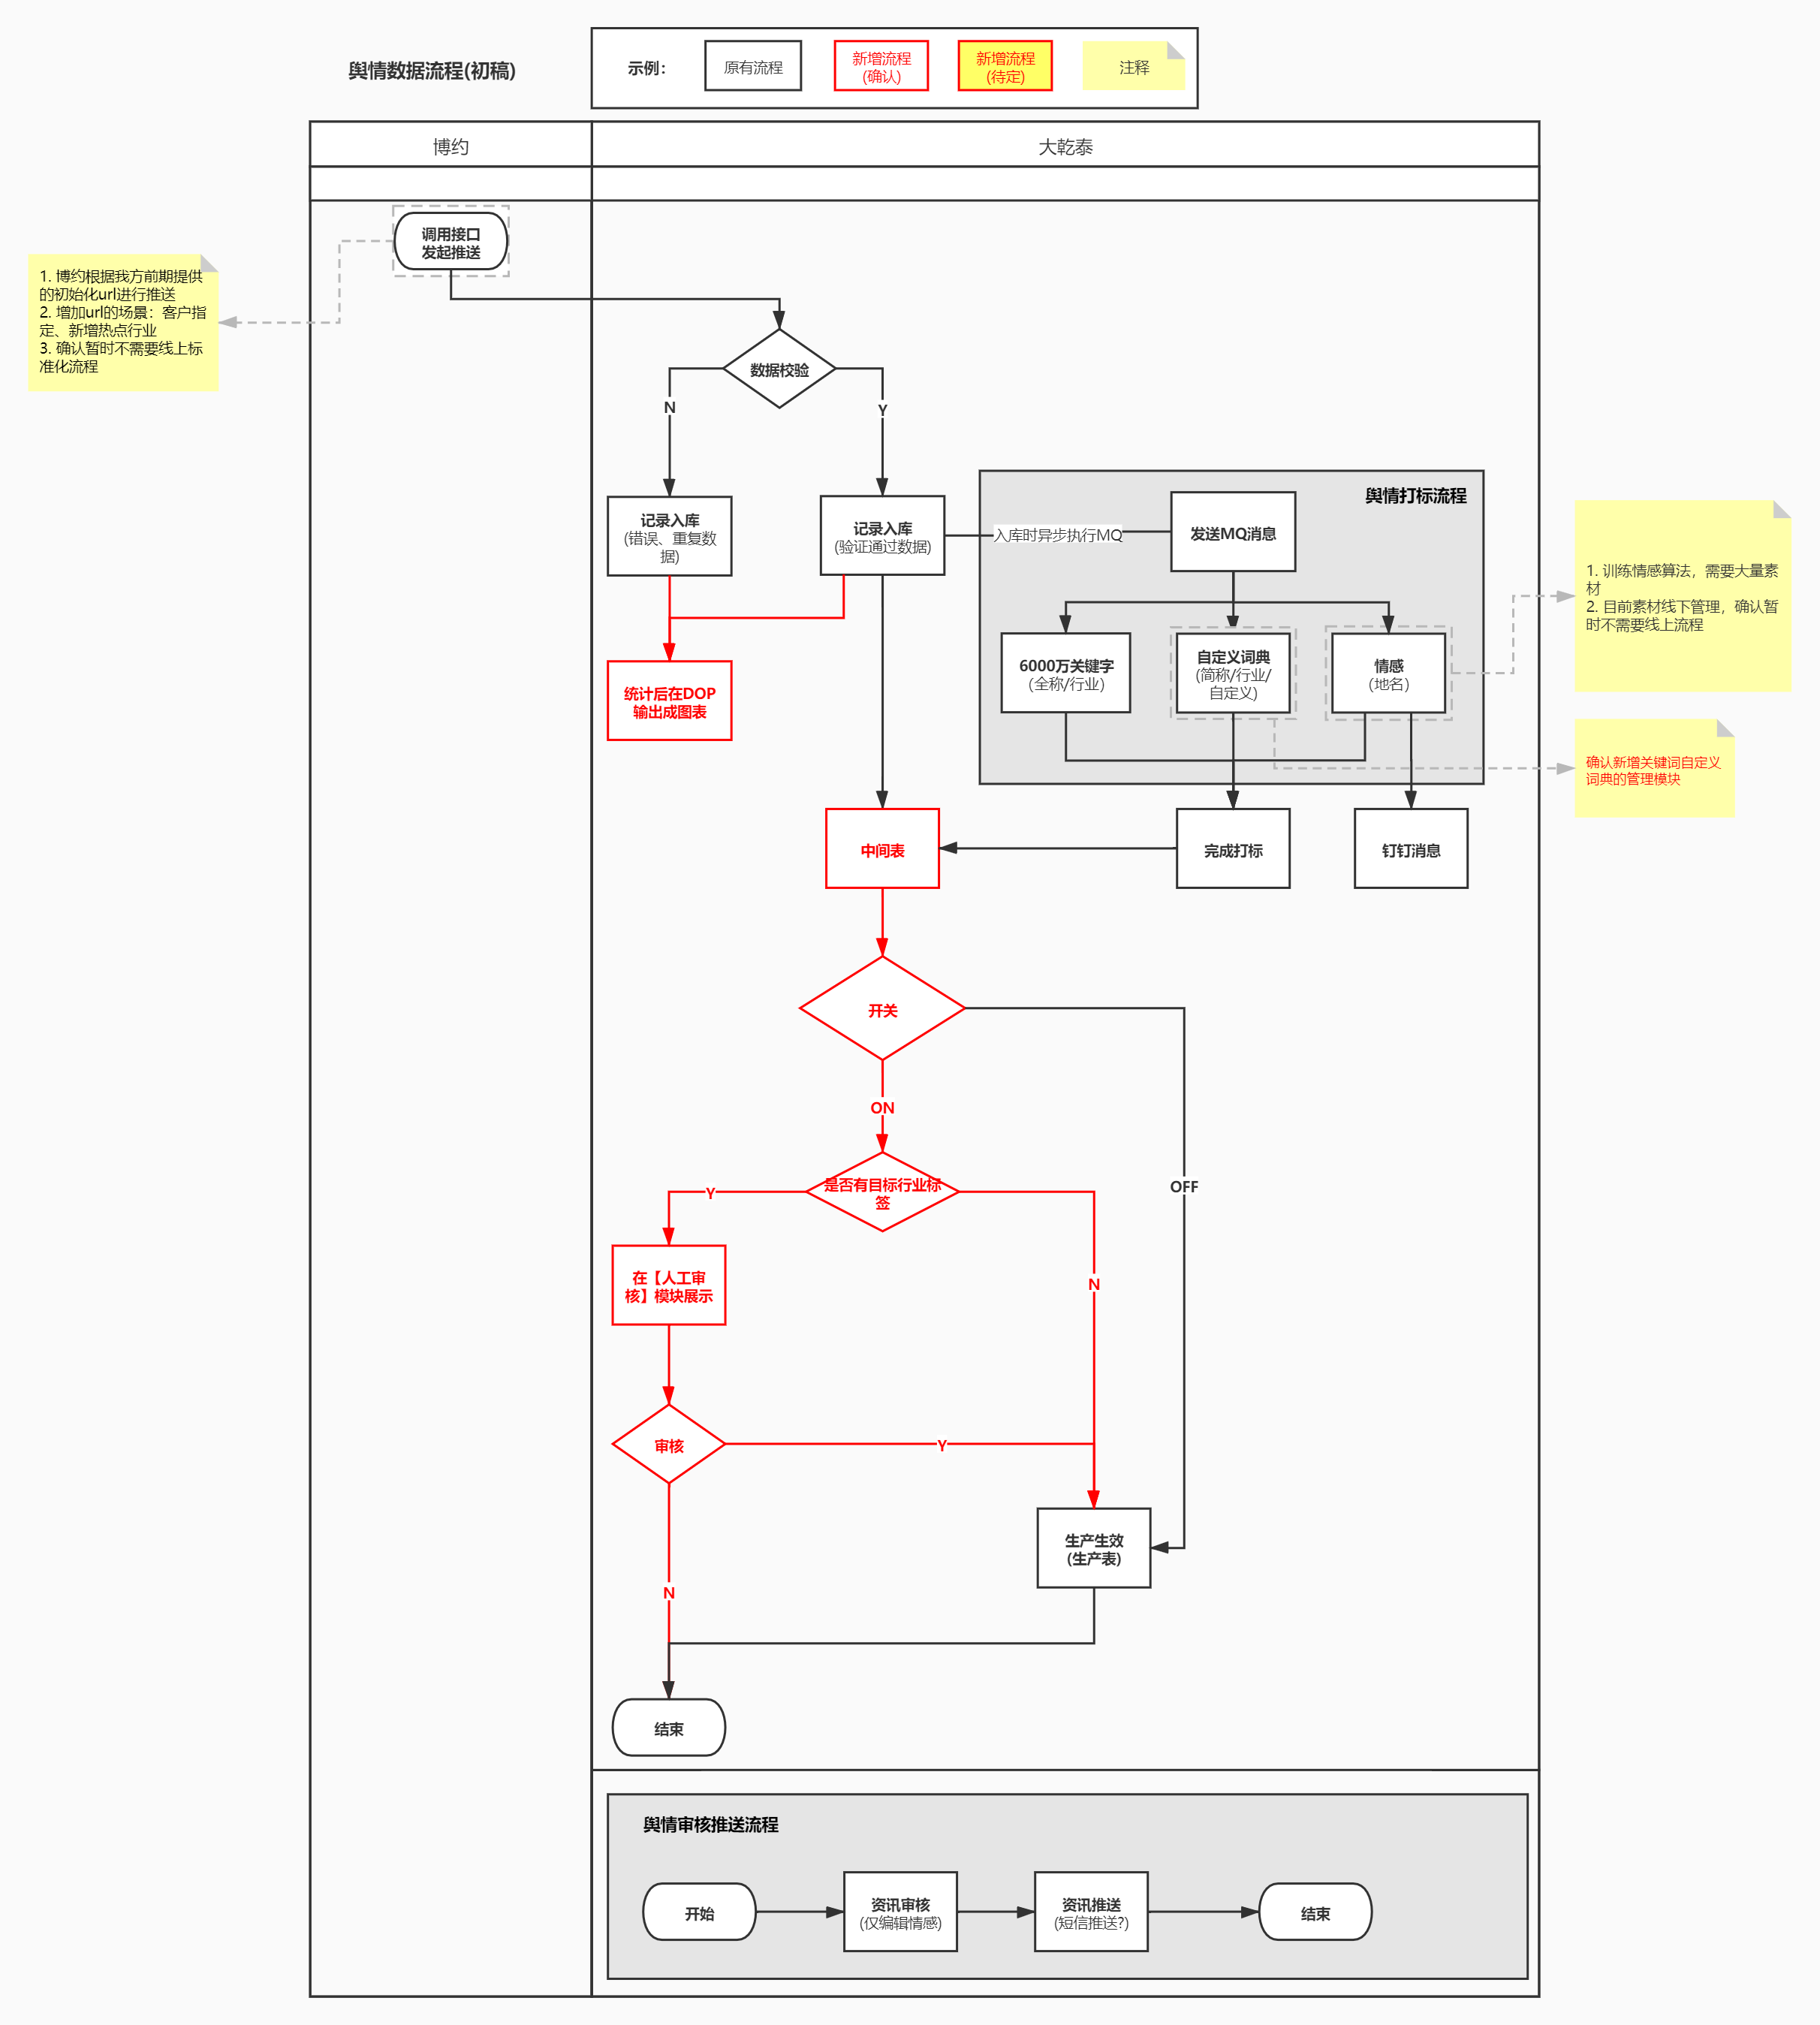 舆情数据流程(初稿)
示例：
原有流程
新增流程
(确认)
新增流程
(待定)
注释
博约
大乾泰
调用接口
发起推送
1. 博约根据我方前期提供
的初始化url进行推送
2. 增加url的场景：客户指
定、新增热点行业
3. 确认暂时不需要线上标
准化流程
数据校验
N
Y
舆情打标流程
记录入库
(错误、重复数
据)
记录入库
(验证通过数据)
入库时异步执行MQ
发送MQ消息
1. 训练情感算法，需要大量素
材
2. 目前素材线下管理，确认暂
时不需要线上流程
6000万关键字
（全称/行业）
自定义词典
(简称/行业/
自定义)
情感
（地名）
统计后在DOP
输出成图表
确认新增关键词自定义
词典的管理模块
中间表
完成打标
钉钉消息
开关
ON
OFF
是否有目标行业标
签
Y
N
在【人工审
核】模块展示
审核
Y
N
生产生效
(生产表)
结束
舆情审核推送流程
开始
资讯审核
(仅编辑情感)
资讯推送
(短信推送?)
结束